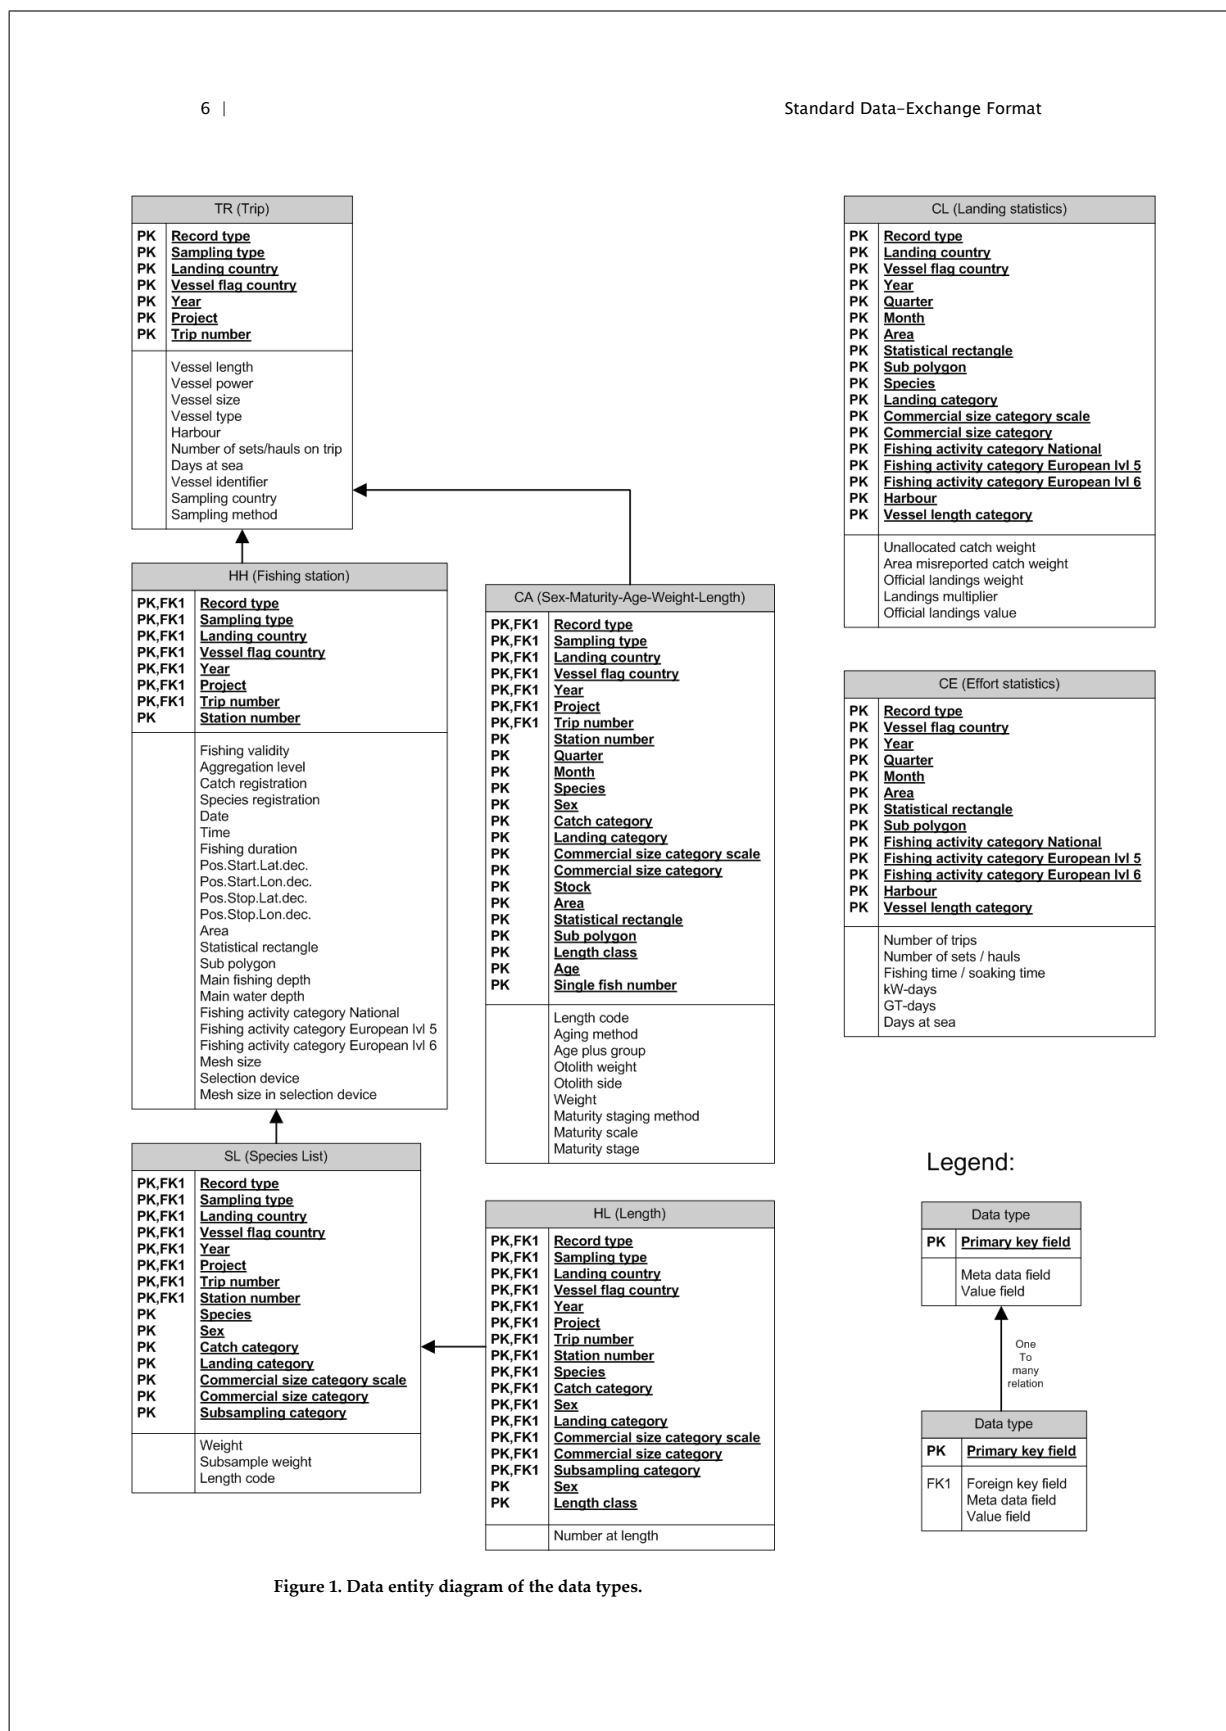 6 |
Standard Data-Exchange Format
TR (Trip)
PK Record type
PK Sampling type
PK Landing country
PK Vessel flag country
PK Year
PK Project
PK Trip number
Vessel length
Vessel power
Vessel size
Vessel type
Harbour
Number of sets/hauls on trip
Days at sea
Vessel identifier
Sampling country
Sampling method
HH (Fishing station)
PK,FK1 Record type
PK,FK1 Sampling type
PK,FK1 Landing country
PK,FK1 Vessel flag country
PK,FK1 Year
PK,FK1 Project
PK,FK1 Trip number
PK Station number
Fishing validity
Aggregation level
Catch registration
Species registration
Date
Time
Fishing duration
Pos.Start.Lat.dec.
Pos.Start.Lon.dec.
Pos.Stop.Lat.dec.
Pos.Stop.Lon.dec.
Area
Statistical rectangle
Sub polygon
Main fishing depth
Main water depth
Fishing activity category National
Fishing activity category European lvl 5
Fishing activity category European lvl 6
Mesh size
Selection device
Mesh size in selection device
SL (Species List)
PK,FK1 Record type
PK,FK1 Sampling type
PK,FK1 Landing country
PK,FK1 Vessel flag country
PK,FK1 Year
PK,FK1 Project
PK,FK1 Trip number
PK,FK1 Station number
PK Species
PK Sex
PK Catch category
PK Landing category
PK Commercial size category scale
PK Commercial size category
PK Subsampling category
Weight
Subsample weight
Length code
CA (Sex-Maturity-Age-Weight-Length)
PK,FK1 Record type
PK,FK1 Sampling type
PK,FK1 Landing country
PK,FK1 Vessel flag country
PK,FK1 Year
PK,FK1 Project
PK,FK1 Trip number
PK Station number
PK Quarter
PK Month
PK Species
PK Sex
PK Catch category
PK Landing category
PK Commercial size category scale
PK Commercial size category
PK Stock
PK Area
PK Statistical rectangle
PK Sub polygon
PK Length class
PK Age
PK Single fish number
Length code
Aging method
Age plus group
Otolith weight
Otolith side
Weight
Maturity staging method
Maturity scale
Maturity stage
HL (Length)
PK,FK1 Record type
PK,FK1 Sampling type
PK,FK1 Landing country
PK,FK1 Vessel flag country
PK,FK1 Year
PK,FK1 Project
PK,FK1 Trip number
PK,FK1 Station number
PK,FK1 Species
PK,FK1 Catch category
PK,FK1 Sex
PK,FK1 Landing category
PK,FK1 Commercial size category scale
PK,FK1 Commercial size category
PK,FK1 Subsampling category
PK Sex
PK Length class
Number at length
CL (Landing statistics)
PK Record type
PK Landing country
PK Vessel flag country
PK Year
PK Quarter
PK Month
PK Area
PK Statistical rectangle
PK Sub polygon
PK Species
PK Landing category
PK Commercial size category scale
PK Commercial size category
PK Fishing activity category National
PK Fishing activity category European lvl 5
PK Fishing activity category European lvl 6
PK Harbour
PK Vessel length category
Unallocated catch weight
Area misreported catch weight
Official landings weight
Landings multiplier
Official landings value
CE (Effort statistics)
PK Record type
PK Vessel flag country
PK Year
PK Quarter
PK Month
PK Area
PK Statistical rectangle
PK Sub polygon
PK Fishing activity category National
PK Fishing activity category European lvl 5
PK Fishing activity category European lvl 6
PK Harbour
PK Vessel length category
Number of trips
Number of sets / hauls
Fishing time / soaking time
kW-days
GT-days
Days at sea
Legend:
Data type
PK Primary key field
Meta data field
Value field
One
To
many
relation
Data type
PK Primary key field
FK1 Foreign key field
Meta data field
Value field
Figure 1. Data entity diagram of the data types.